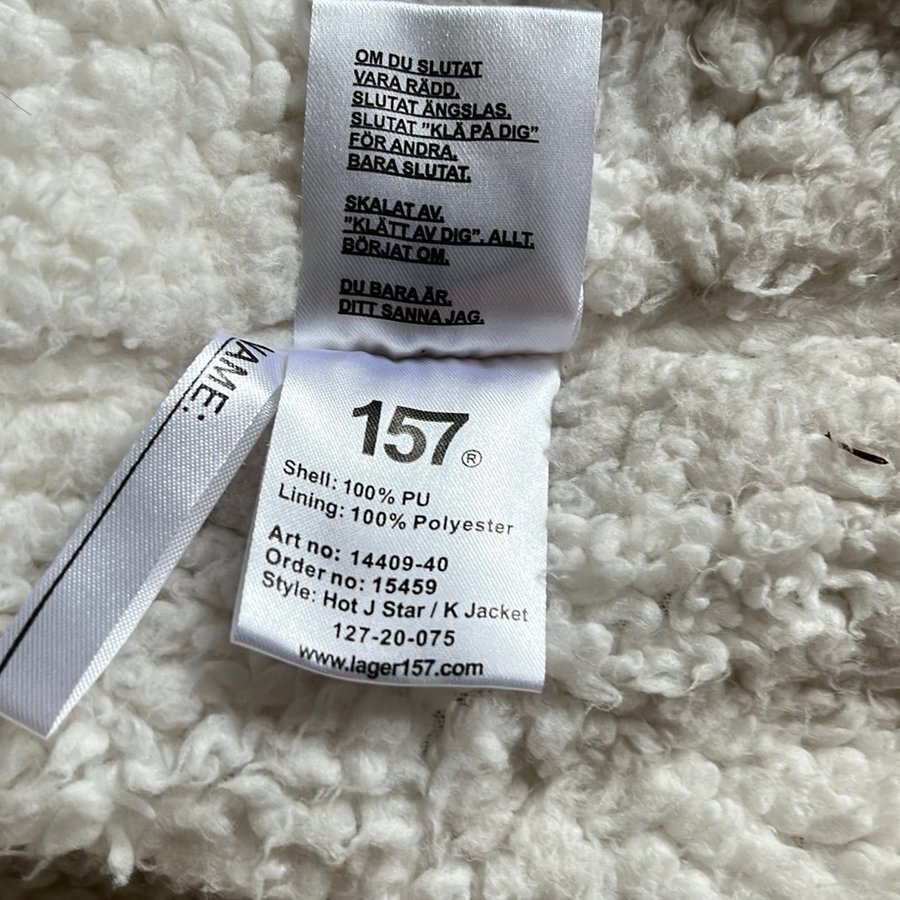 OM DU SLUTAT
VARA RÄDD.
SLUTAT ÄNGSLAS.
SLUTAT ”KLÄ PÅ DIG”
FÖR ANDRA.
BARA SLUTAT.
SKALAT AV.
”KLÄTT AV DIG”. ALLT.
BÖRJAT OM.
DU BARA ÄR.
DITT SANNA JAG.
NAME:
157®
Shell: 100% PU
Lining: 100% Polyester
Art no: 14409-40
Order no: 15459
Style: Hot J Star / K Jacket
127-20-075
www.lager157.com